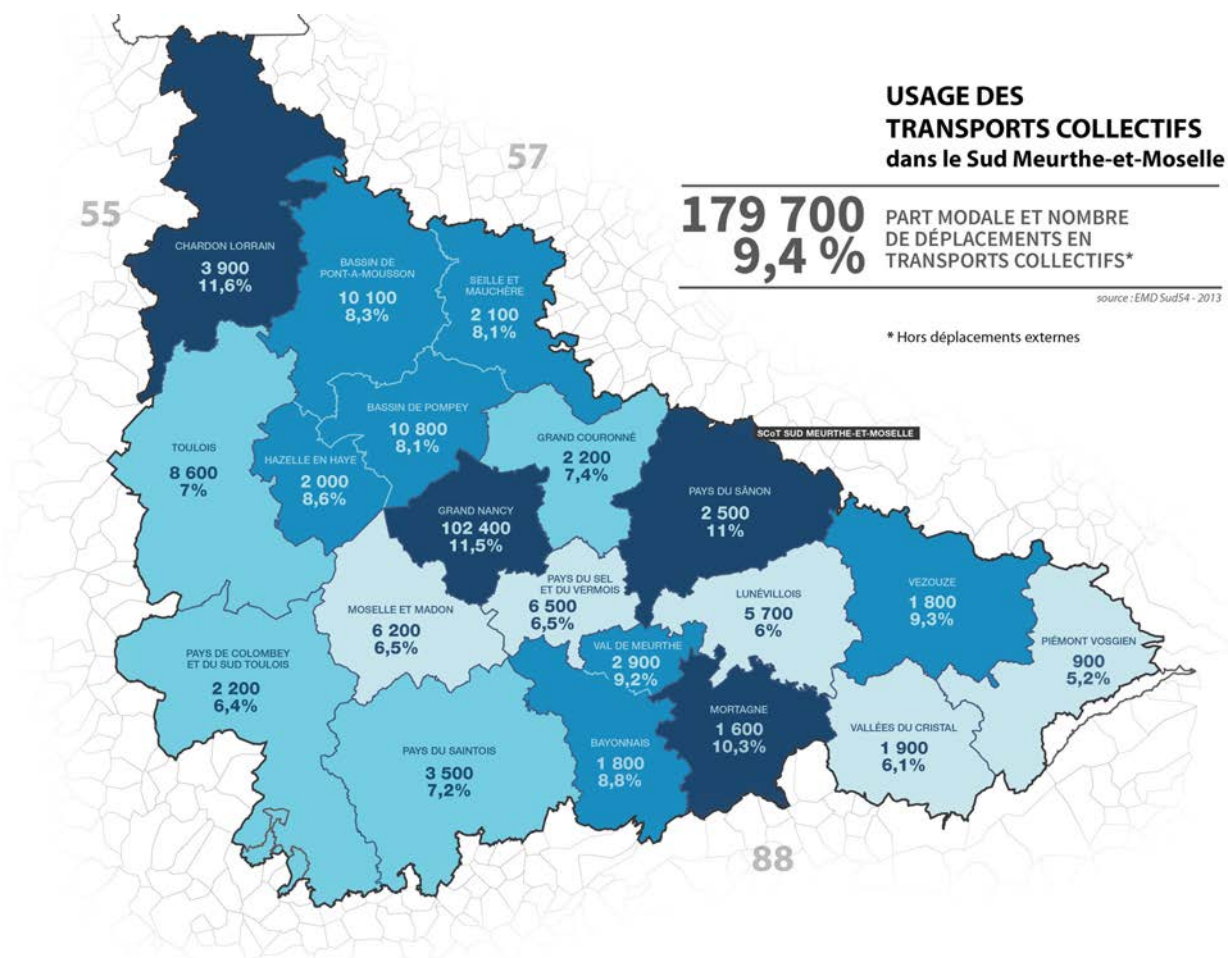 USAGE DES
TRANSPORTS COLLECTIFS
dans le Sud Meurthe-et-Moselle
179 700
9,4 %
PART MODALE ET NOMBRE
DE DÉPLACEMENTS EN
TRANSPORTS COLLECTIFS*
source : EMD Sud54 - 2013
* Hors déplacements externes
57
55
CHARDON LORRAIN
3 900
11,6%
BASSIN DE
PONT-A-MOUSSON
10 100
8,3%
SEILLE ET
MAUCHÈRE
2 100
8,1%
BASSIN DE POMPEY
10 800
8,1%
GRAND COURONNÉ
2 200
7,4%
SCoT SUD MEURTHE-ET-MOSELLE
TOULOIS
8 600
7%
HAZELLE EN HAYE
2 000
8,6%
GRAND NANCY
102 400
11,5%
PAYS DU SÂNON
2 500
11%
PAYS DU SEL
ET DU VERMOIS
6 500
6,5%
LUNÉVILLOIS
5 700
6%
VEZOUZE
1 800
9,3%
MOSELLE ET MADON
6 200
6,5%
VAL DE MEURTHE
2 900
9,2%
PIÉMONT VOSGIEN
900
5,2%
PAYS DE COLOMBEY
ET DU SUD TOULOIS
2 200
6,4%
MORTAGNE
1 600
10,3%
VALLÉES DU CRISTAL
1 900
6,1%
PAYS DU SAINTOIS
3 500
7,2%
BAYONNAIS
1 800
8,8%
88